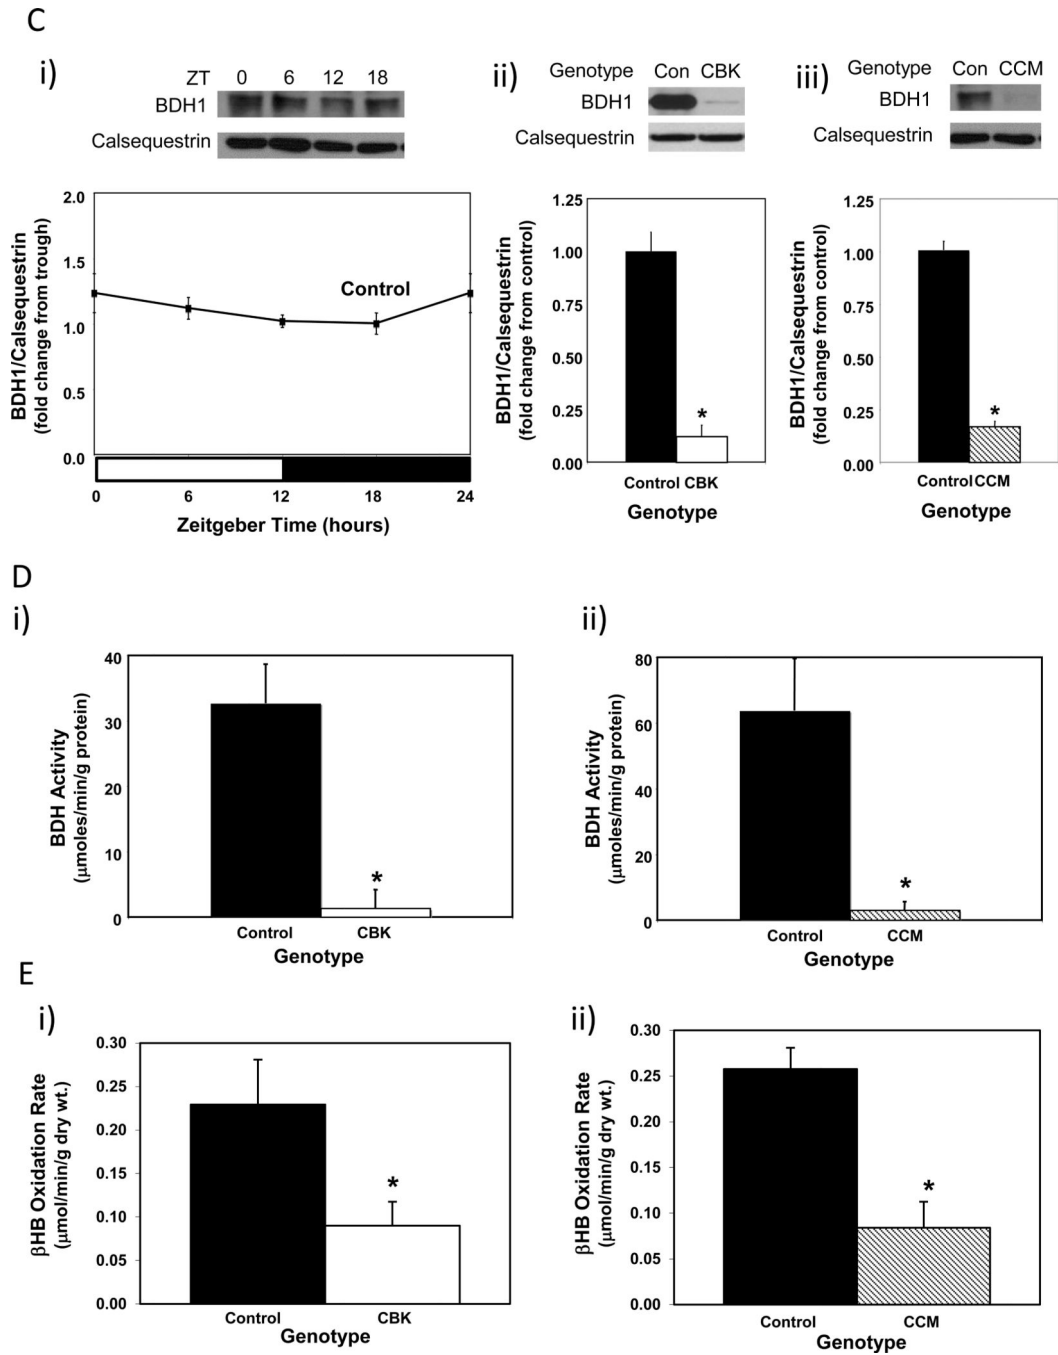 C
i)
ZT 0 6 12 18
BDH1
Calsequestrin
2.0
1.5
1.0
0.5
0.0
BDH1/Calsequestrin
(fold change from trough)
Control
0 6 12 18 24
Zeitgeber Time (hours)
ii)
Genotype Con CBK
BDH1
Calsequestrin
1.25
1.00
0.75
0.50
0.25
0.00
BDH1/Calsequestrin
(fold change from control)
*
Control CBK
Genotype
iii)
Genotype Con CCM
BDH1
Calsequestrin
1.25
1.00
0.75
0.50
0.25
0.00
BDH1/Calsequestrin
(fold change from control)
*
Control CCM
Genotype
D
i)
40
30
20
10
0
BDH Activity
(μmoles/min/g protein)
*
Control CBK
Genotype
ii)
80
60
40
20
0
BDH Activity
(μmoles/min/g protein)
*
Control CCM
Genotype
E
i)
0.30
0.25
0.20
0.15
0.10
0.05
0.00
βHB Oxidation Rate
(μmol/min/g dry wt.)
*
Control CBK
Genotype
ii)
0.30
0.25
0.20
0.15
0.10
0.05
0.00
βHB Oxidation Rate
(μmol/min/g dry wt.)
*
Control CCM
Genotype